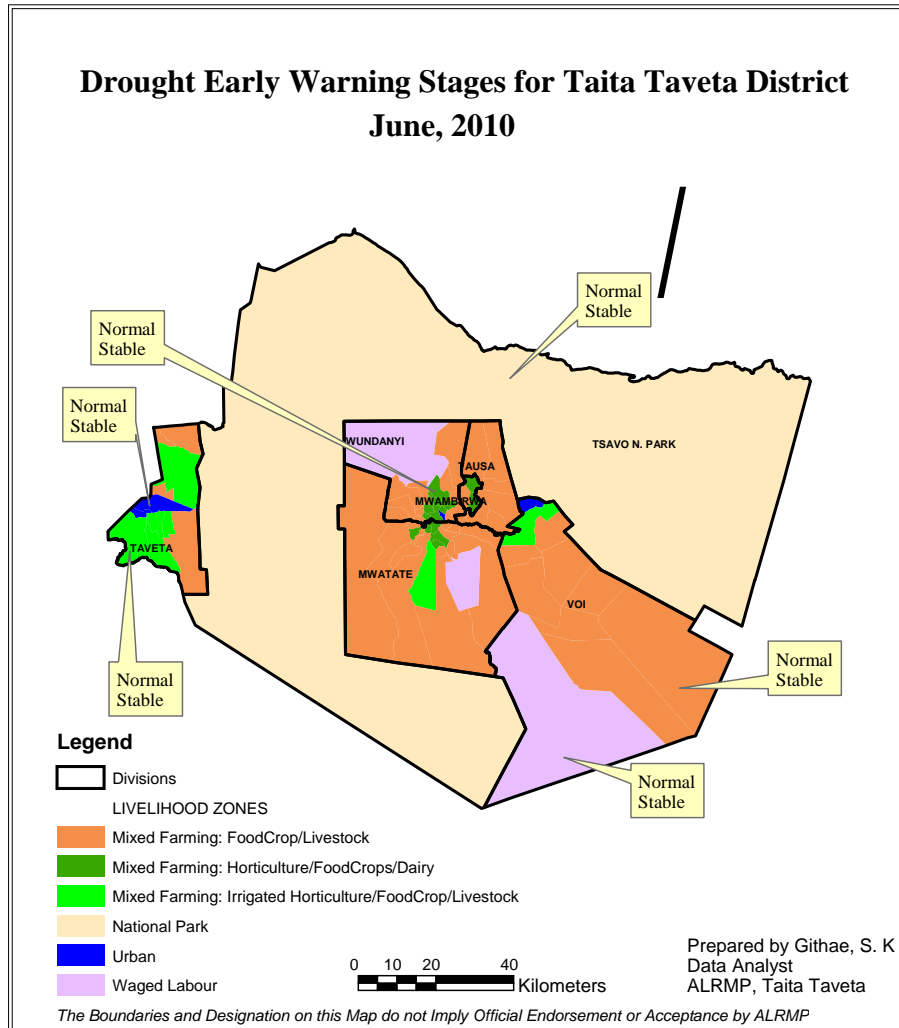 Drought Early Warning Stages for Taita Taveta District
June, 2010
Normal
Stable
Normal
Stable
Normal
Stable
WUNDANYI
TAUSA
TSAVO N. PARK
MWAMBIRWA
TAVETA
MWATATE
VOI
Normal
Stable
Normal
Stable
Normal
Stable
Legend
Divisions
LIVELIHOOD ZONES
Mixed Farming: FoodCrop/Livestock
Mixed Farming: Horticulture/FoodCrops/Dairy
Mixed Farming: Irrigated Horticulture/FoodCrop/Livestock
National Park
Urban
Waged Labour
0 10 20 40
Kilometers
Prepared by Githae, S. K
Data Analyst
ALRMP, Taita Taveta
The Boundaries and Designation on this Map do not Imply Official Endorsement or Acceptance by ALRMP